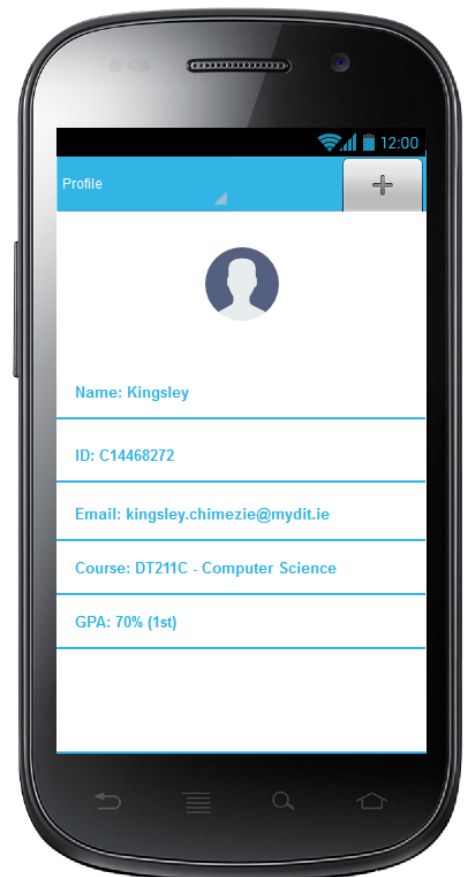 12:00
Profile
Name: Kingsley
ID: C14468272
Email: kingsley.chimezie@mydit.ie
Course: DT211C - Computer Science
GPA: 70% (1st)